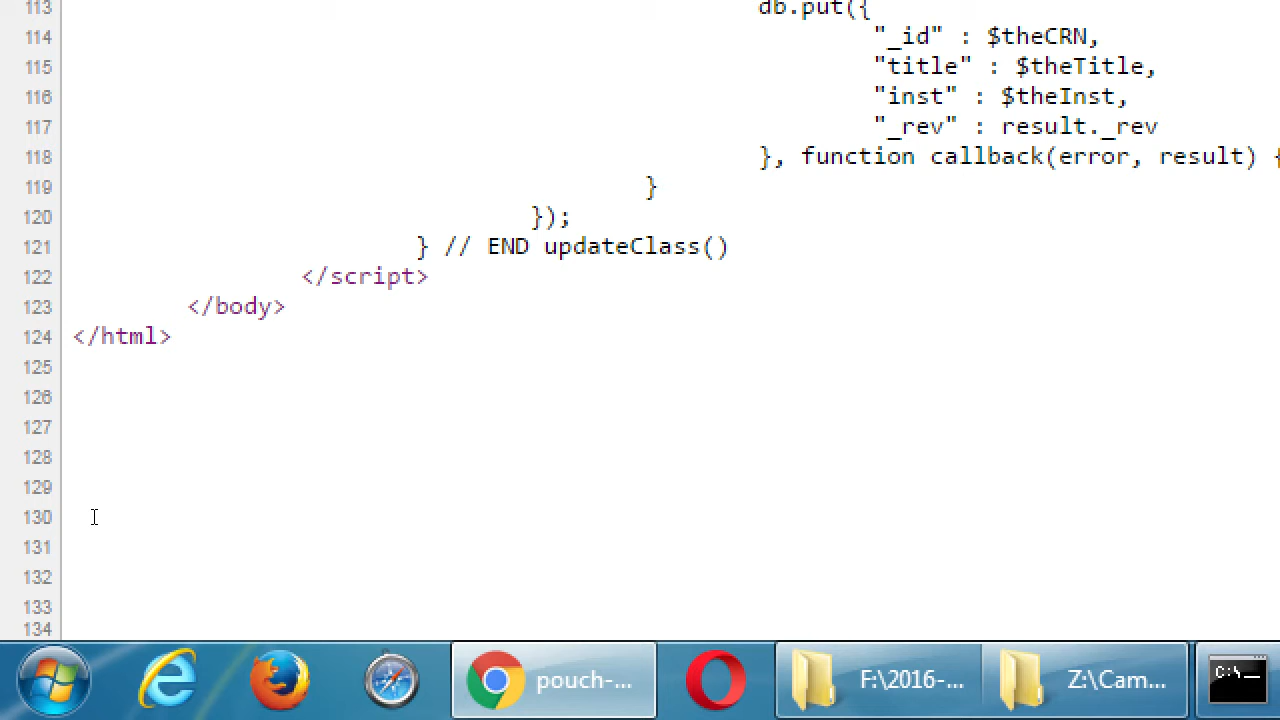 113 db.put({
114 "_id" : $theCRN,
115 "title" : $theTitle,
116 "inst" : $theInst,
117 "_rev" : result._rev
118 }, function callback(error, result) {
119 }
120 });
121 } // END updateClass()
122 </script>
123 </body>
124 </html>
125
126
127
128
129
130
131
132
133
134
pouch-... F:\2016-... Z:\Cam... C:\